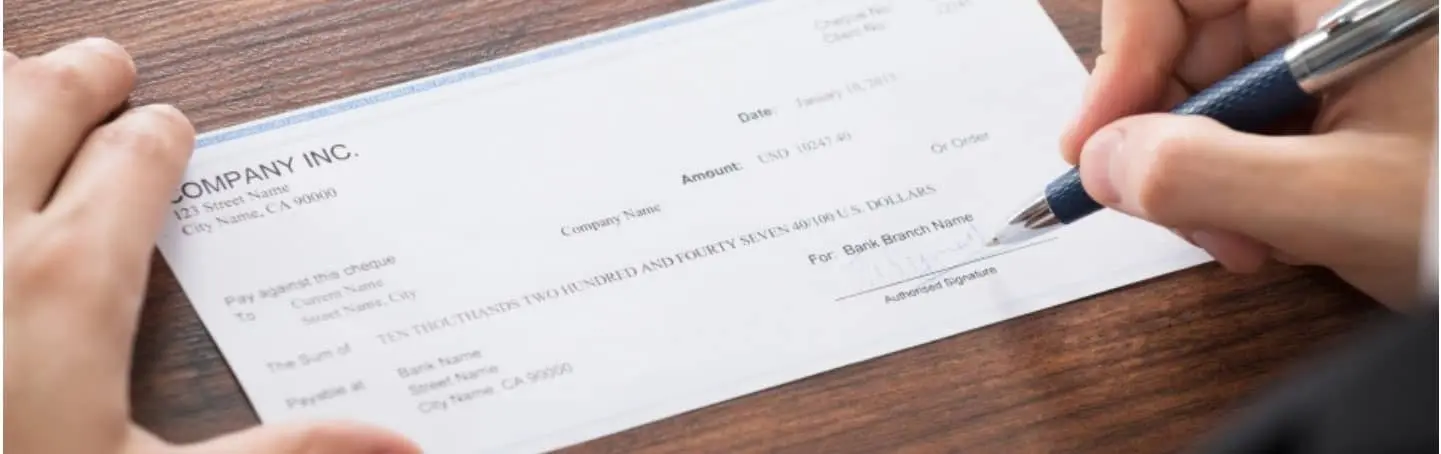 Cheque No:
Client No:
Date: January 10,
COMPANY INC.
123 Street Name
City Name, CA 90000
Amount: USD 10247.40
Company Name
Or Order
Pay against this cheque
To Current Name
Street Name, City
The Sum of TEN THOUTHANDS TWO HUNDRED AND FOURTY SEVEN 40/100 U.S. DOLLARS
For: Bank Branch Name
Authorised Signature
Payable at Bank Name
Street Name
City Name, CA 90000